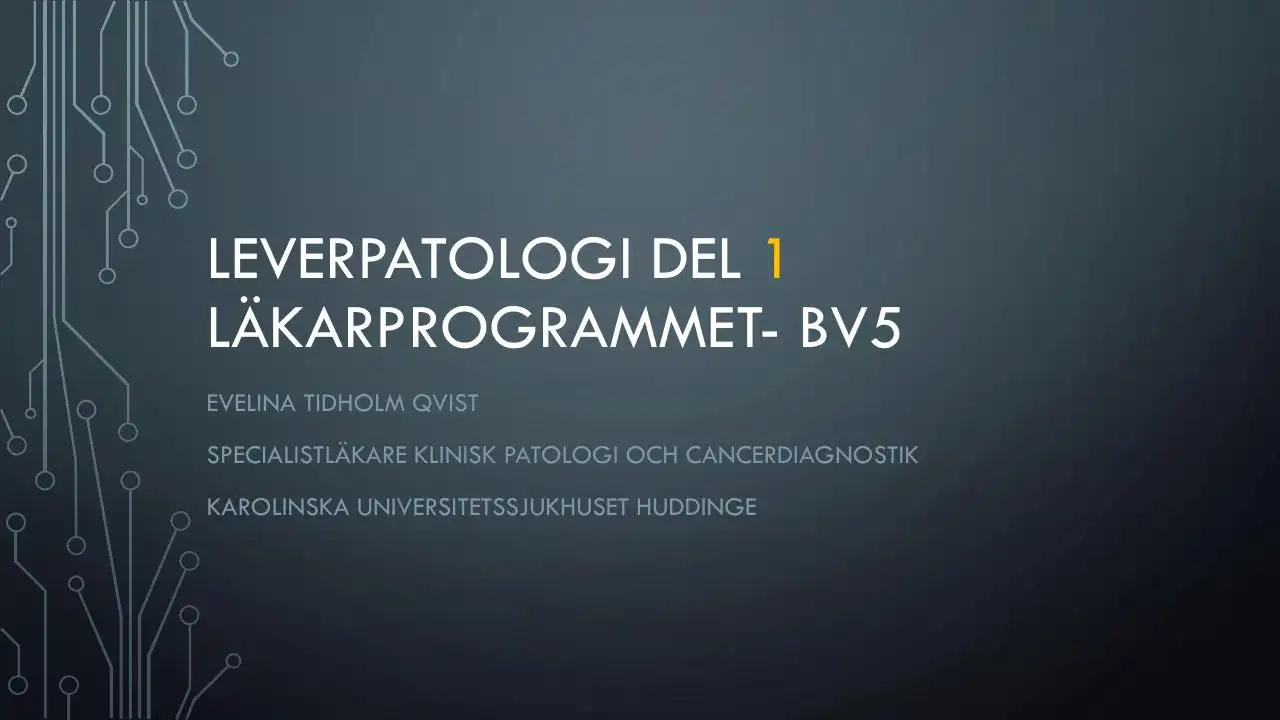 LEVERPATOLOGI DEL 1
LÄKARPROGRAMMET- BV5
EVELINA TIDHOLM QVIST
SPECIALISTLÄKARE KLINISK PATOLOGI OCH CANCERDIAGNOSTIK
KAROLINSKA UNIVERSITETSSJUKHUSET HUDDINGE